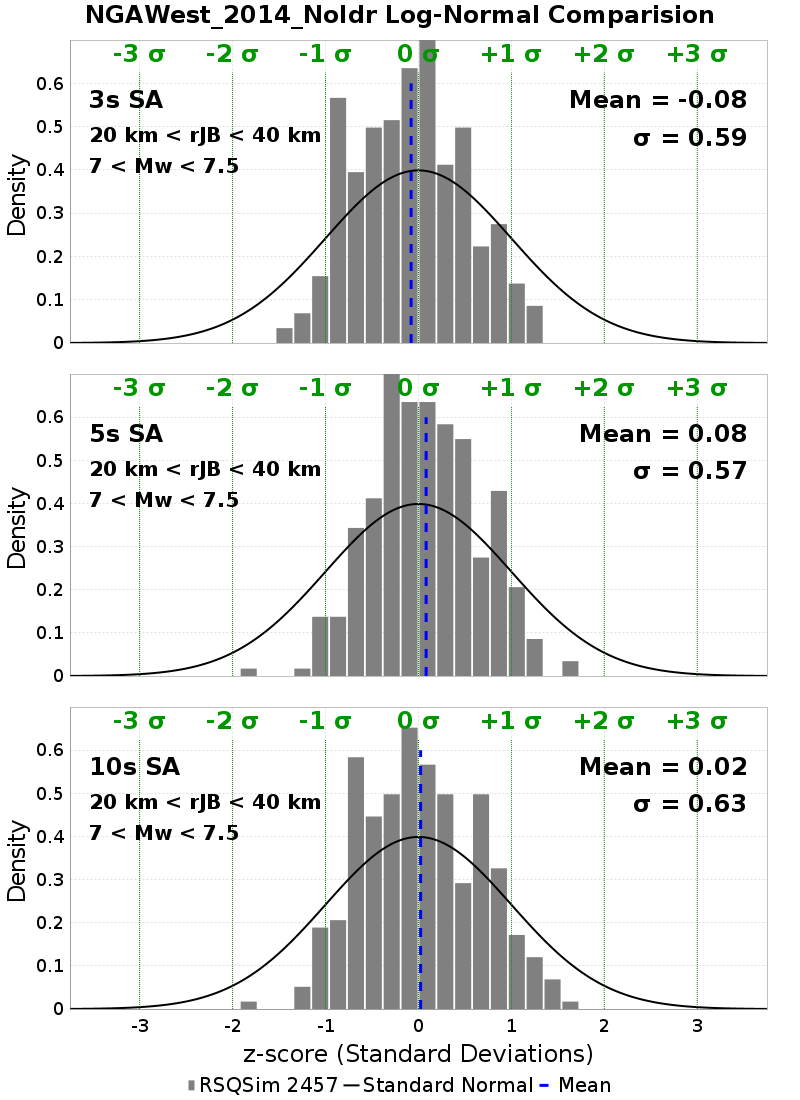 NGAWest_2014_NoIdr Log-Normal Comparision
-3 σ -2 σ -1 σ 0 σ +1 σ +2 σ +3 σ
3s SA
20 km < rJB < 40 km
7 < Mw < 7.5
Mean = -0.08
σ = 0.59
Density
0.6
0.5
0.4
0.3
0.2
0.1
0
-3 σ -2 σ -1 σ 0 σ +1 σ +2 σ +3 σ
5s SA
20 km < rJB < 40 km
7 < Mw < 7.5
Mean = 0.08
σ = 0.57
Density
0.6
0.5
0.4
0.3
0.2
0.1
0
-3 σ -2 σ -1 σ 0 σ +1 σ +2 σ +3 σ
10s SA
20 km < rJB < 40 km
7 < Mw < 7.5
Mean = 0.02
σ = 0.63
Density
0.6
0.5
0.4
0.3
0.2
0.1
0
-3 -2 -1 0 1 2 3
z-score (Standard Deviations)
RSQSim 2457 Standard Normal Mean